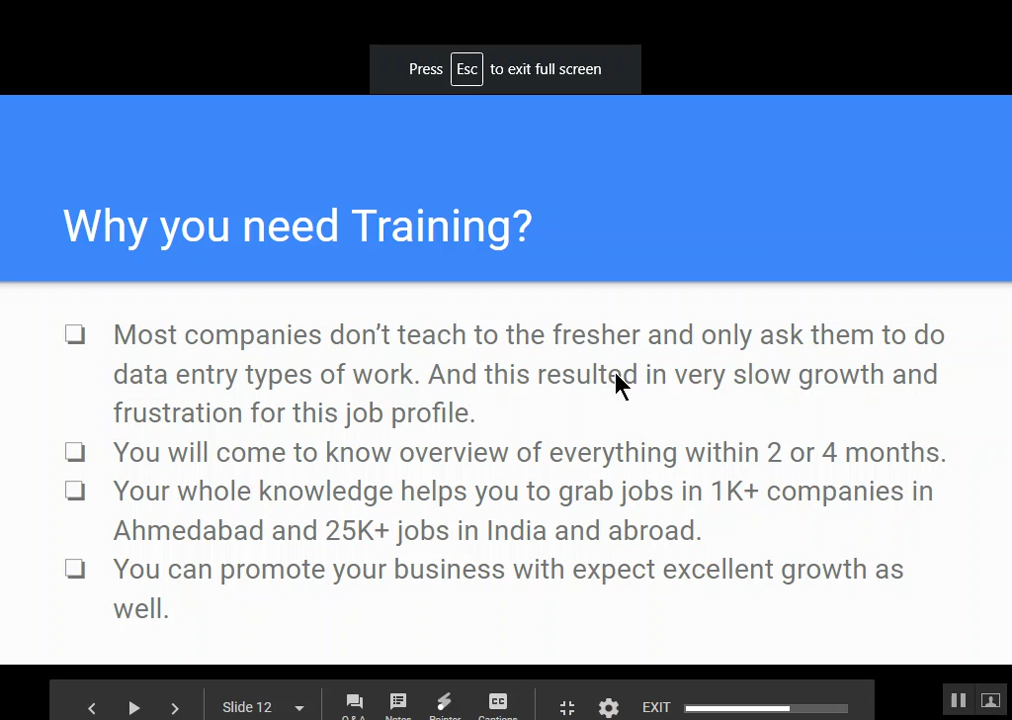 Press Esc to exit full screen
Why you need Training?
❏ Most companies don’t teach to the fresher and only ask them to do
data entry types of work. And this resulted in very slow growth and
frustration for this job profile.
❏ You will come to know overview of everything within 2 or 4 months.
❏ Your whole knowledge helps you to grab jobs in 1K+ companies in
Ahmedabad and 25K+ jobs in India and abroad.
❏ You can promote your business with expect excellent growth as
well.
Slide 12 Q&A Notes Pointer Captions EXIT